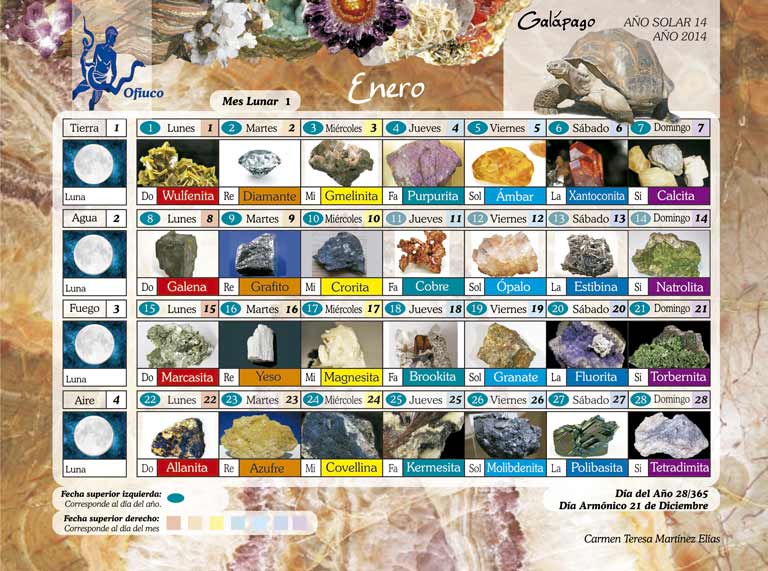 Galápago
AÑO SOLAR 14
AÑO 2014
Ofiuco
Mes Lunar 1
Enero
Tierra 1 1 Lunes 1 2 Martes 2 3 Miércoles 3 4 Jueves 4 5 Viernes 5 6 Sábado 6 7 Domingo 7
Luna Do Wulfenita Re Diamante Mi Gmelinita Fa Purpurita Sol Ámbar La Xantoconita Si Calcita
Agua 2 8 Lunes 8 9 Martes 9 10 Miércoles 10 11 Jueves 11 12 Viernes 12 13 Sábado 13 14 Domingo 14
Luna Do Galena Re Grafito Mi Crorita Fa Cobre Sol Ópalo La Estibina Si Natrolita
Fuego 3 15 Lunes 15 16 Martes 16 17 Miércoles 17 18 Jueves 18 19 Viernes 19 20 Sábado 20 21 Domingo 21
Luna Do Marcasita Re Yeso Mi Magnesita Fa Brookita Sol Granate La Fluorita Si Torbernita
Aire 4 22 Lunes 22 23 Martes 23 24 Miércoles 24 25 Jueves 25 26 Viernes 26 27 Sábado 27 28 Domingo 28
Luna Do Allanita Re Azufre Mi Covellina Fa Kermesita Sol Molibdenita La Polibasita Si Tetradimita
Fecha superior izquierda:
Corresponde al día del año.
Fecha superior derecho:
Corresponde al día del mes
Día del Año 28/365
Día Armónico 21 de Diciembre
Carmen Teresa Martínez Elías